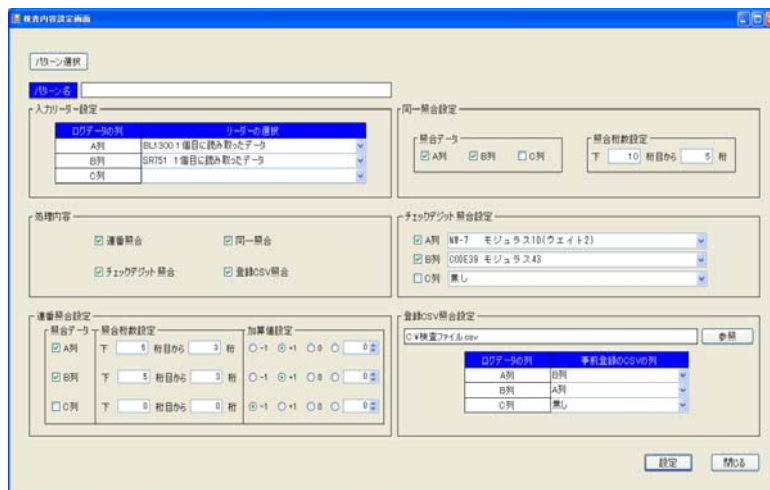 検査内容設定画面
パターン選択
パターン名
入力リーダー設定
ログデータの列 リーダーの選択
A列 BL1300 1個目に読み取ったデータ
B列 SR751 1個目に読み取ったデータ
C列
同一照合設定
照合データ
A列 B列 C列
照合桁数設定
下 10 桁目から 5 桁
処理内容
連番照合 同一照合
チェックデジット照合 登録CSV照合
チェックデジット照合設定
A列 NW-7 モジュラス10(ウエイト2)
B列 CODE39 モジュラス43
C列 無し
連番照合設定
照合データ 照合桁数設定 加算値設定
A列 下 5 桁目から 3 桁 -1 +1 0 0
B列 下 5 桁目から 3 桁 -1 +1 0 0
C列 下 0 桁目から 0 桁 -1 +1 0 0
登録CSV照合設定
C:¥検査ファイル.csv 参照
ログデータの列 事前登録のCSVの列
A列 B列
B列 A列
C列 無し
設定 閉じる